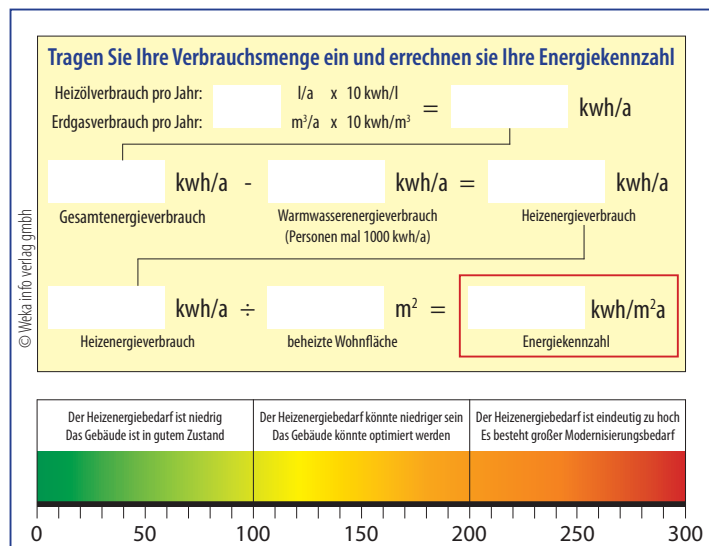 Tragen Sie Ihre Verbrauchsmenge ein und errechnen sie Ihre Energiekennzahl
Heizölverbrauch pro Jahr: l/a x 10 kwh/l
Erdgasverbrauch pro Jahr: m³/a x 10 kwh/m³
= kwh/a
kwh/a - kwh/a = kwh/a
Gesamtenergieverbrauch Warmwasserenergieverbrauch Heizenergieverbrauch
(Personen mal 1000 kwh/a)
kwh/a ÷ m² = kwh/m²a
Heizenergieverbrauch beheizte Wohnfläche Energiekennzahl
© Weka info verlag gmbh
Der Heizenergiebedarf ist niedrig
Das Gebäude ist in gutem Zustand
Der Heizenergiebedarf könnte niedriger sein
Das Gebäude könnte optimiert werden
Der Heizenergiebedarf ist eindeutig zu hoch
Es besteht großer Modernisierungsbedarf
0 50 100 150 200 250 300